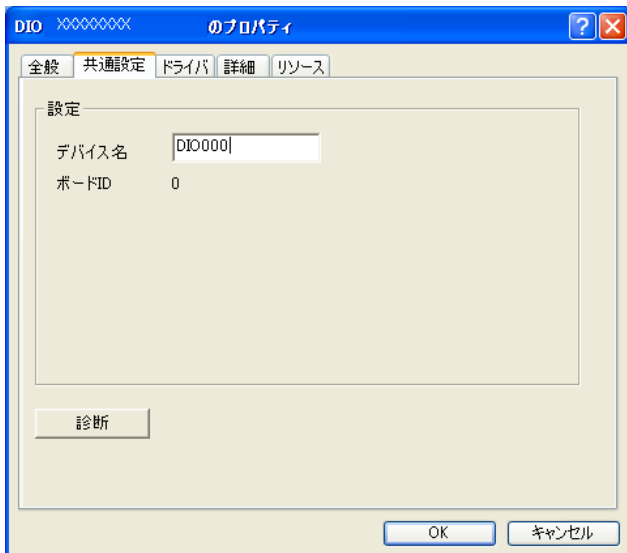 DIO XXXXXXXXX のプロパティ
全般 共通設定 ドライバ 詳細 リソース
設定
デバイス名 DIO000
ボードID 0
診断
OK キャンセル